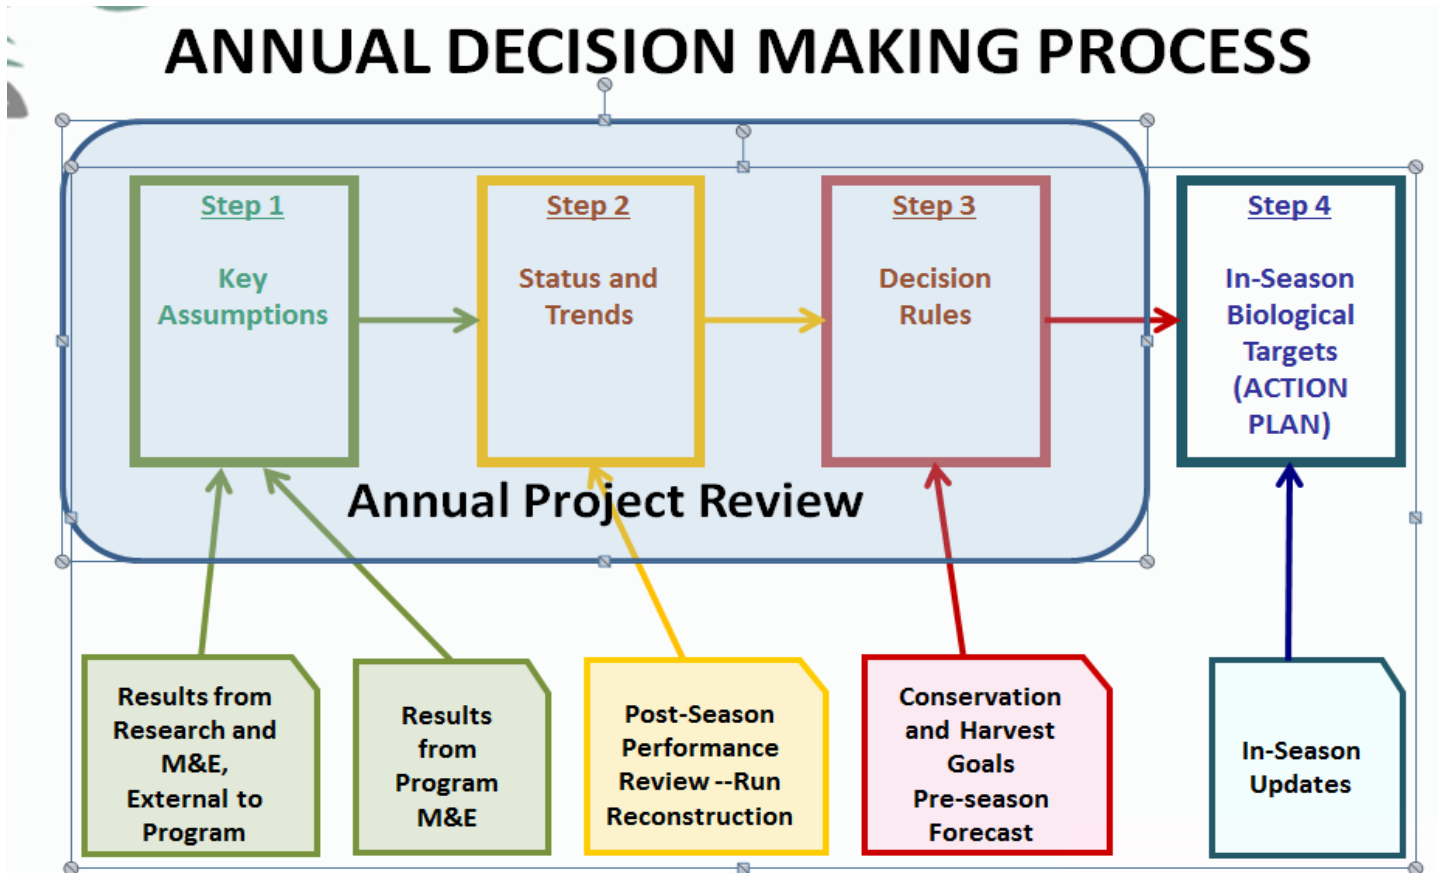 ANNUAL DECISION MAKING PROCESS
Step 1
Key
Assumptions
Step 2
Status and
Trends
Step 3
Decision
Rules
Step 4
In-Season
Biological
Targets
(ACTION
PLAN)
Annual Project Review
Results from
Research and
M&E,
External to
Program
Results
from
Program
M&E
Post-Season
Performance
Review --Run
Reconstruction
Conservation
and Harvest
Goals
Pre-season
Forecast
In-Season
Updates